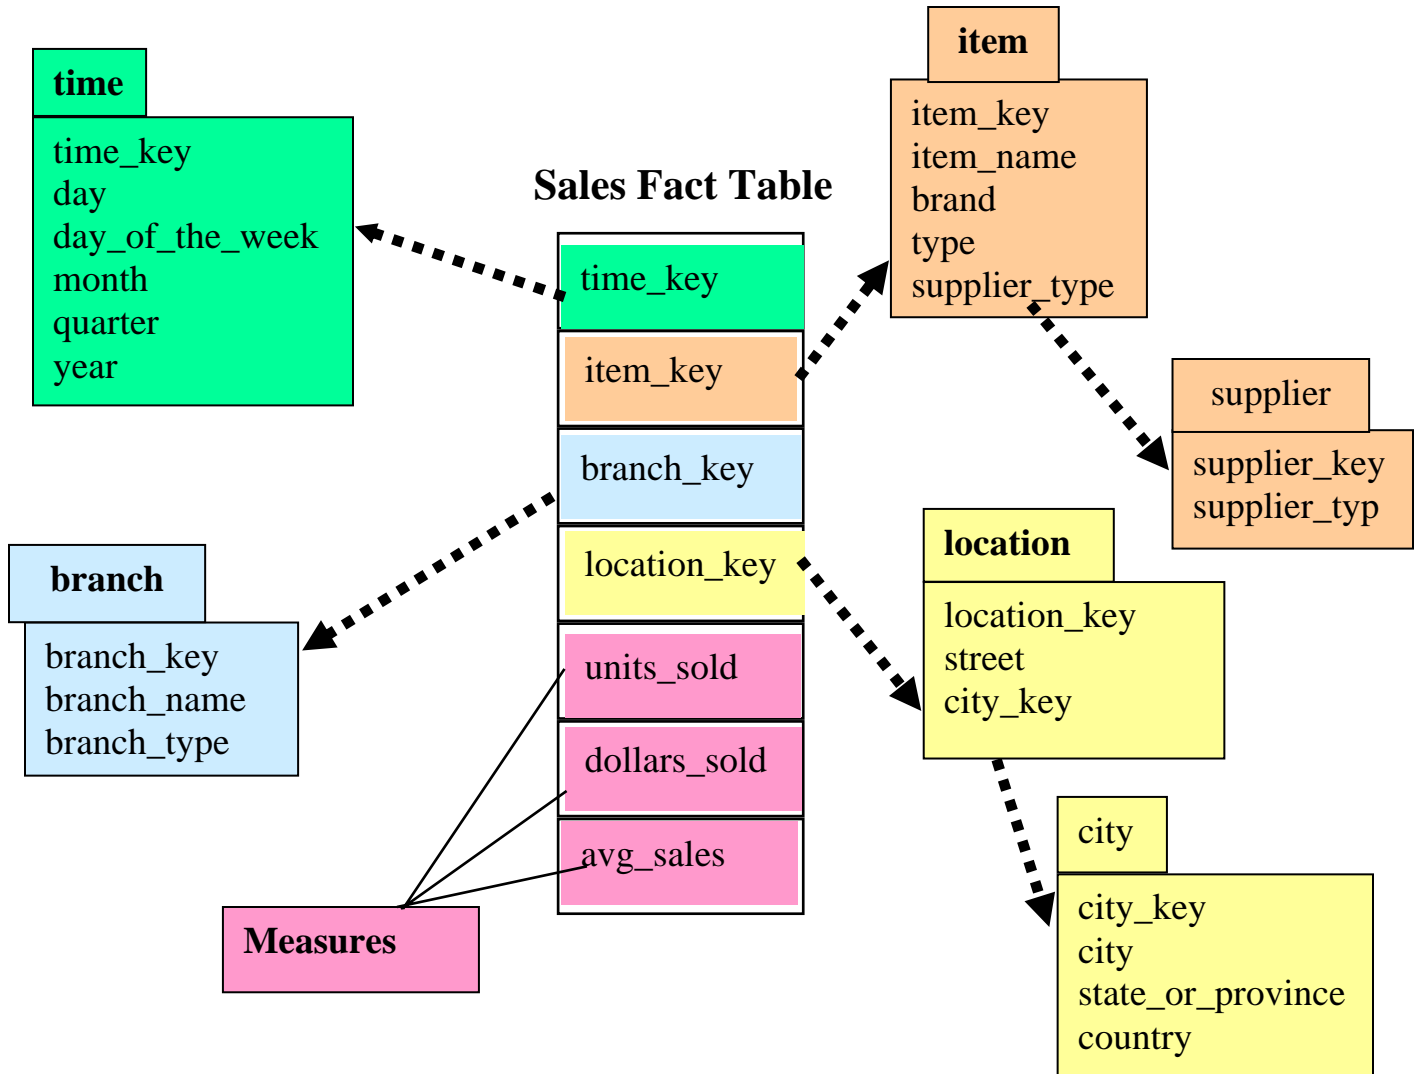 time
time_key
day
day_of_the_week
month
quarter
year
item
item_key
item_name
brand
type
supplier_type
Sales Fact Table
time_key
item_key
branch_key
location_key
units_sold
dollars_sold
avg_sales
supplier
supplier_key
supplier_typ
branch
branch_key
branch_name
branch_type
location
location_key
street
city_key
city
city_key
city
state_or_province
country
Measures